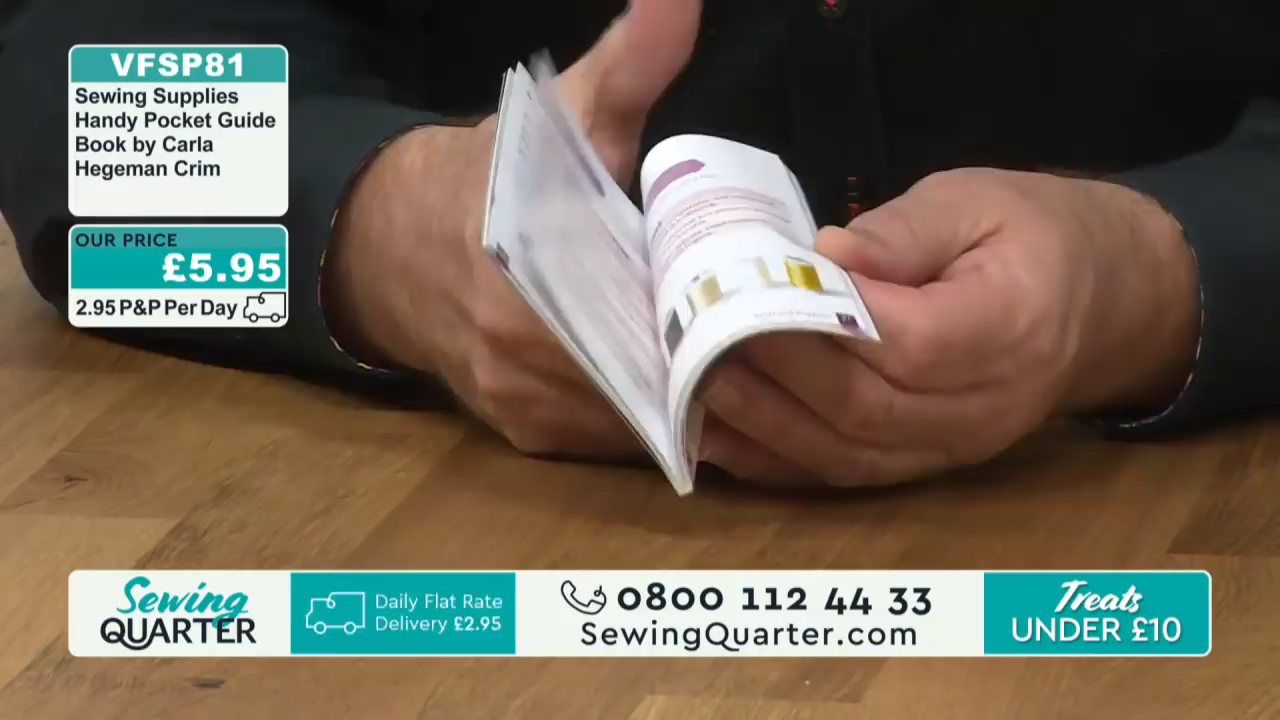 VFSP81
Sewing Supplies
Handy Pocket Guide
Book by Carla
Hegeman Crim
OUR PRICE
£5.95
2.95 P&P Per Day
Sewing
QUARTER
Daily Flat Rate
Delivery £2.95
0800 112 44 33
SewingQuarter.com
Treats
UNDER £10